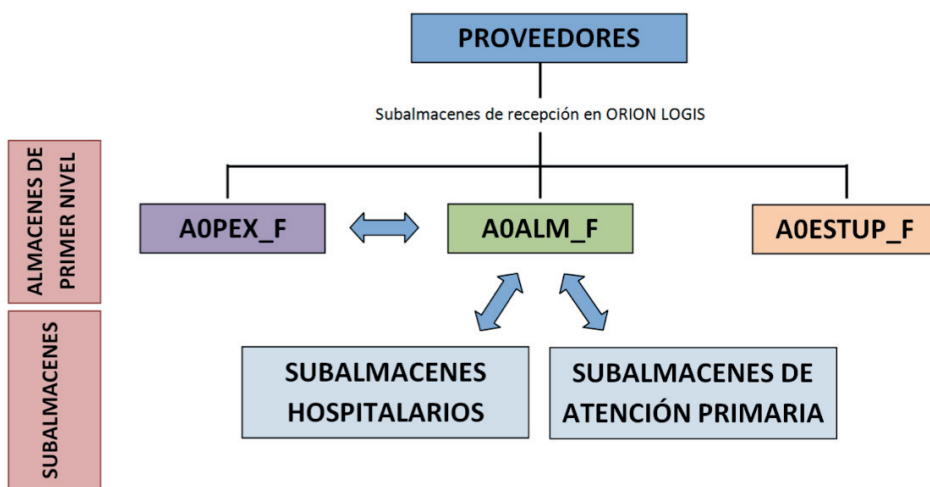 PROVEEDORES
Subalmacenes de recepción en ORION LOGIS
ALMACENES DE
PRIMER NIVEL
A0PEX_F
A0ALM_F
A0ESTUP_F
SUBALMACENES
SUBALMACENES
HOSPITALARIOS
SUBALMACENES DE
ATENCIÓN PRIMARIA